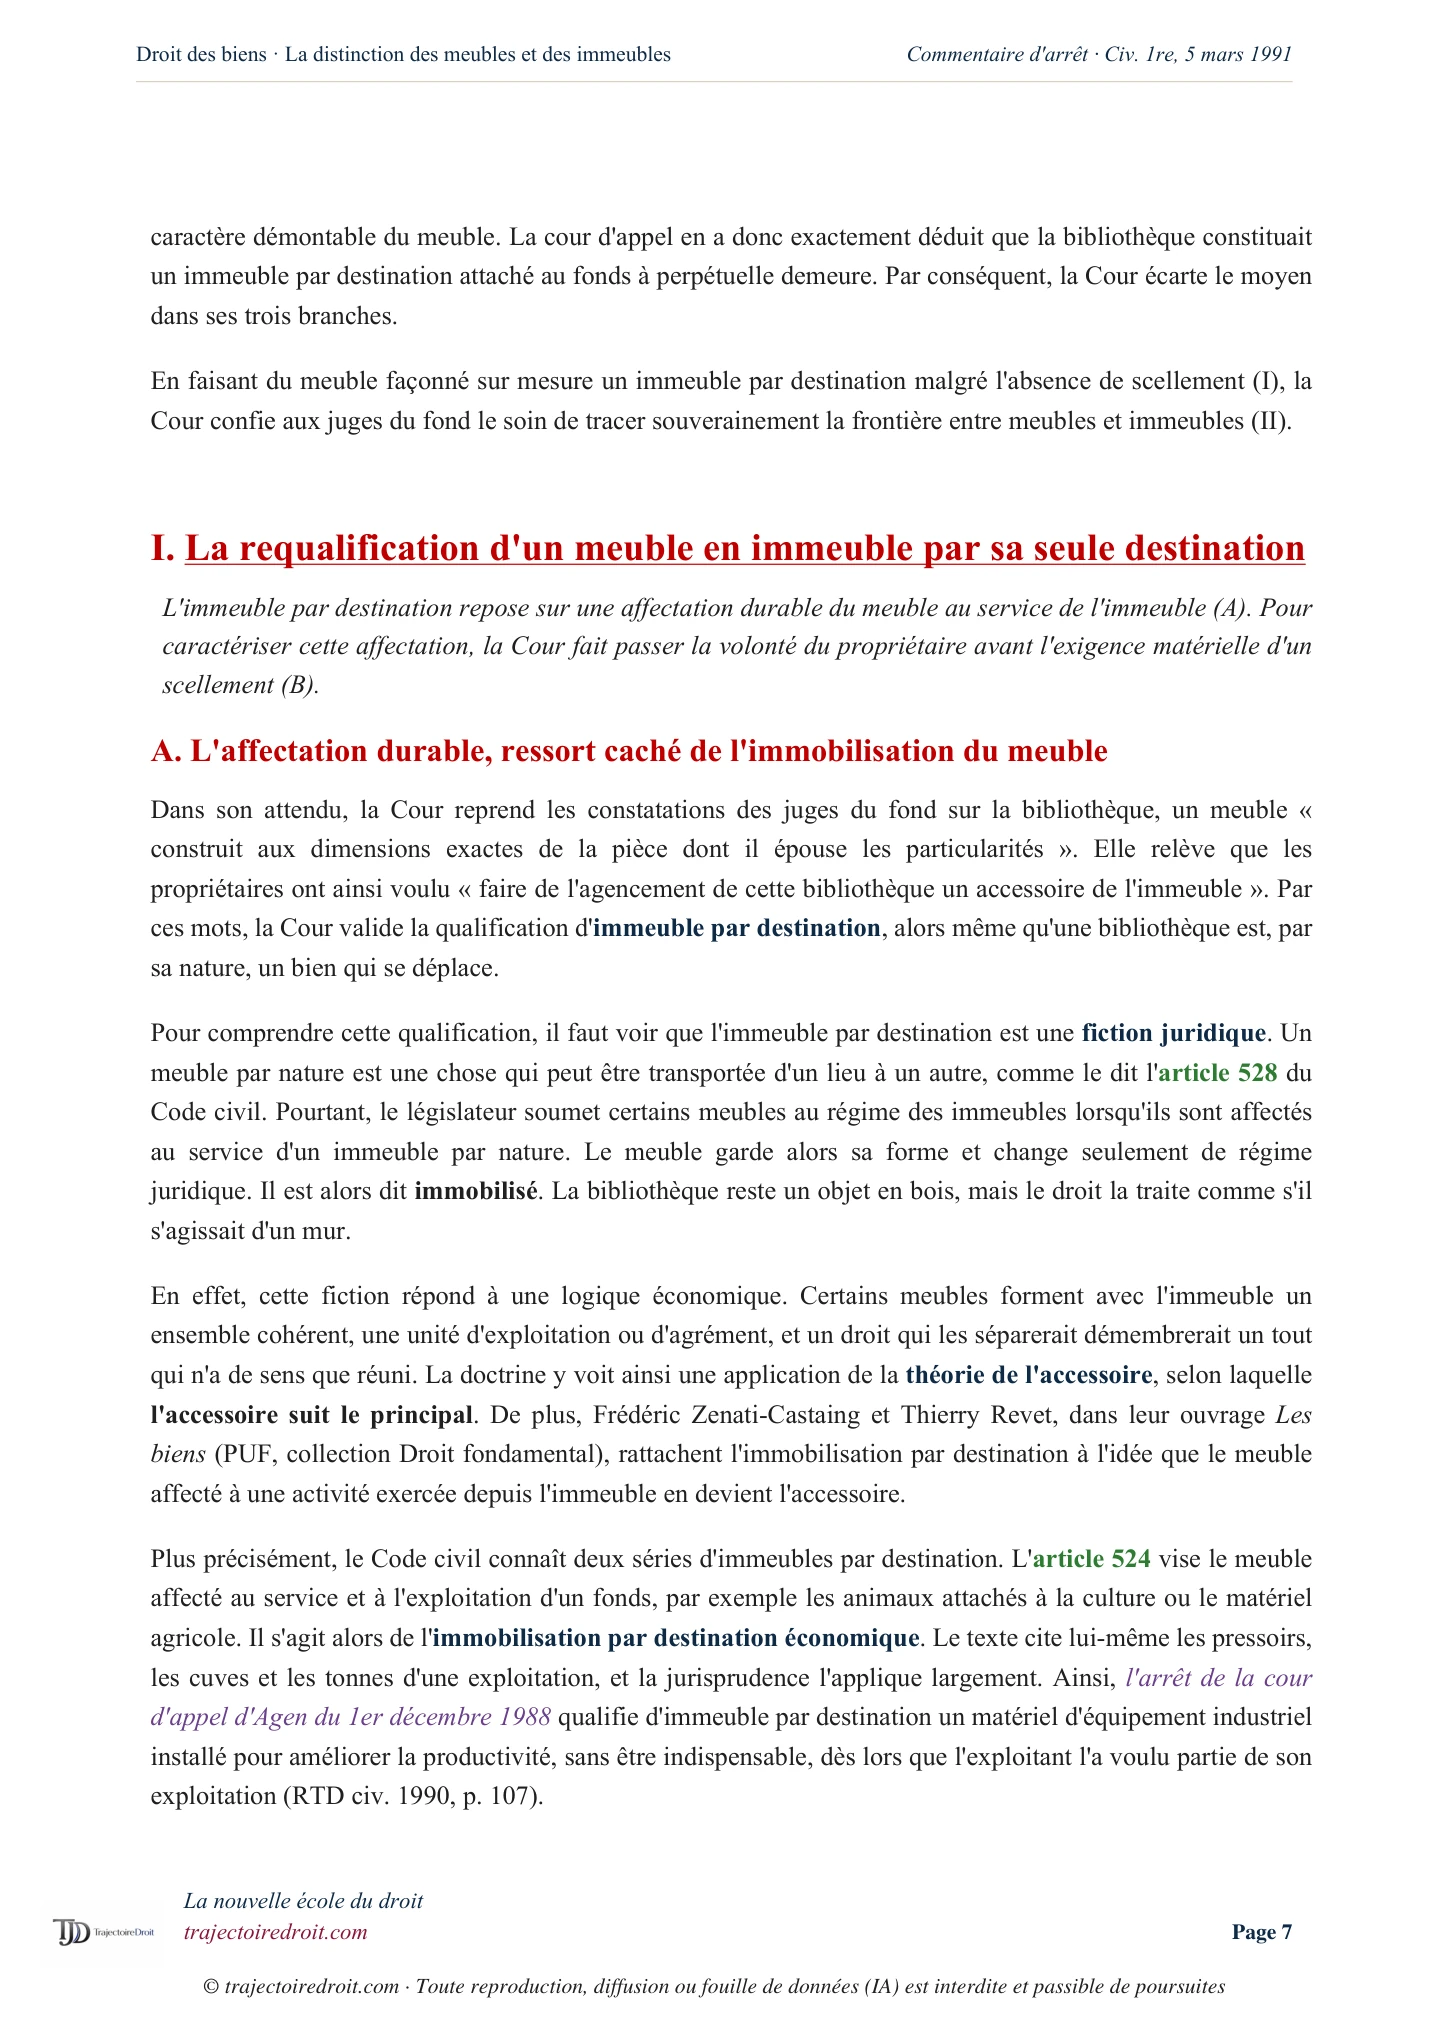 Droit des biens · La distinction des meubles et des immeubles
Commentaire d'arrêt · Civ. 1re, 5 mars 1991
caractère démontable du meuble. La cour d'appel en a donc exactement déduit que la bibliothèque constituait
un immeuble par destination attaché au fonds à perpétuelle demeure. Par conséquent, la Cour écarte le moyen
dans ses trois branches.
En faisant du meuble façonné sur mesure un immeuble par destination malgré l'absence de scellement (I), la
Cour confie aux juges du fond le soin de tracer souverainement la frontière entre meubles et immeubles (II).
I. La requalification d'un meuble en immeuble par sa seule destination
L'immeuble par destination repose sur une affectation durable du meuble au service de l'immeuble (A). Pour
caractériser cette affectation, la Cour fait passer la volonté du propriétaire avant l'exigence matérielle d'un
scellement (B).
A. L'affectation durable, ressort caché de l'immobilisation du meuble
Dans son attendu, la Cour reprend les constatations des juges du fond sur la bibliothèque, un meuble «
construit aux dimensions exactes de la pièce dont il épouse les particularités ». Elle relève que les
propriétaires ont ainsi voulu « faire de l'agencement de cette bibliothèque un accessoire de l'immeuble ». Par
ces mots, la Cour valide la qualification d'immeuble par destination, alors même qu'une bibliothèque est, par
sa nature, un bien qui se déplace.
Pour comprendre cette qualification, il faut voir que l'immeuble par destination est une fiction juridique. Un
meuble par nature est une chose qui peut être transportée d'un lieu à un autre, comme le dit l'article 528 du
Code civil. Pourtant, le législateur soumet certains meubles au régime des immeubles lorsqu'ils sont affectés
au service d'un immeuble par nature. Le meuble garde alors sa forme et change seulement de régime
juridique. Il est alors dit immobilisé. La bibliothèque reste un objet en bois, mais le droit la traite comme s'il
s'agissait d'un mur.
En effet, cette fiction répond à une logique économique. Certains meubles forment avec l'immeuble un
ensemble cohérent, une unité d'exploitation ou d'agrément, et un droit qui les séparerait démembrerait un tout
qui n'a de sens que réuni. La doctrine y voit ainsi une application de la théorie de l'accessoire, selon laquelle
l'accessoire suit le principal. De plus, Frédéric Zenati-Castaing et Thierry Revet, dans leur ouvrage Les
biens (PUF, collection Droit fondamental), rattachent l'immobilisation par destination à l'idée que le meuble
affecté à une activité exercée depuis l'immeuble en devient l'accessoire.
Plus précisément, le Code civil connaît deux séries d'immeubles par destination. L'article 524 vise le meuble
affecté au service et à l'exploitation d'un fonds, par exemple les animaux attachés à la culture ou le matériel
agricole. Il s'agit alors de l'immobilisation par destination économique. Le texte cite lui-même les pressoirs,
les cuves et les tonnes d'une exploitation, et la jurisprudence l'applique largement. Ainsi, l'arrêt de la cour
d'appel d'Agen du 1er décembre 1988 qualifie d'immeuble par destination un matériel d'équipement industriel
installé pour améliorer la productivité, sans être indispensable, dès lors que l'exploitant l'a voulu partie de son
exploitation (RTD civ. 1990, p. 107).
La nouvelle école du droit
TJD TrajectoireDroit
trajectoiredroit.com
Page 7
© trajectoiredroit.com · Toute reproduction, diffusion ou fouille de données (IA) est interdite et passible de poursuites